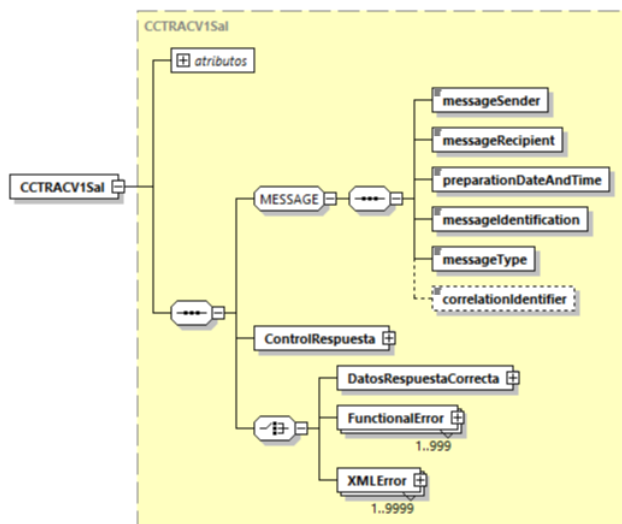 CCTRACV1Sal
atributos
messageSender
messageRecipient
CCTRACV1Sal
preparationDateAndTime
MESSAGE
messageIdentification
messageType
correlationIdentifier
ControlRespuesta
DatosRespuestaCorrecta
FunctionalError
1..999
XMLError
1..9999